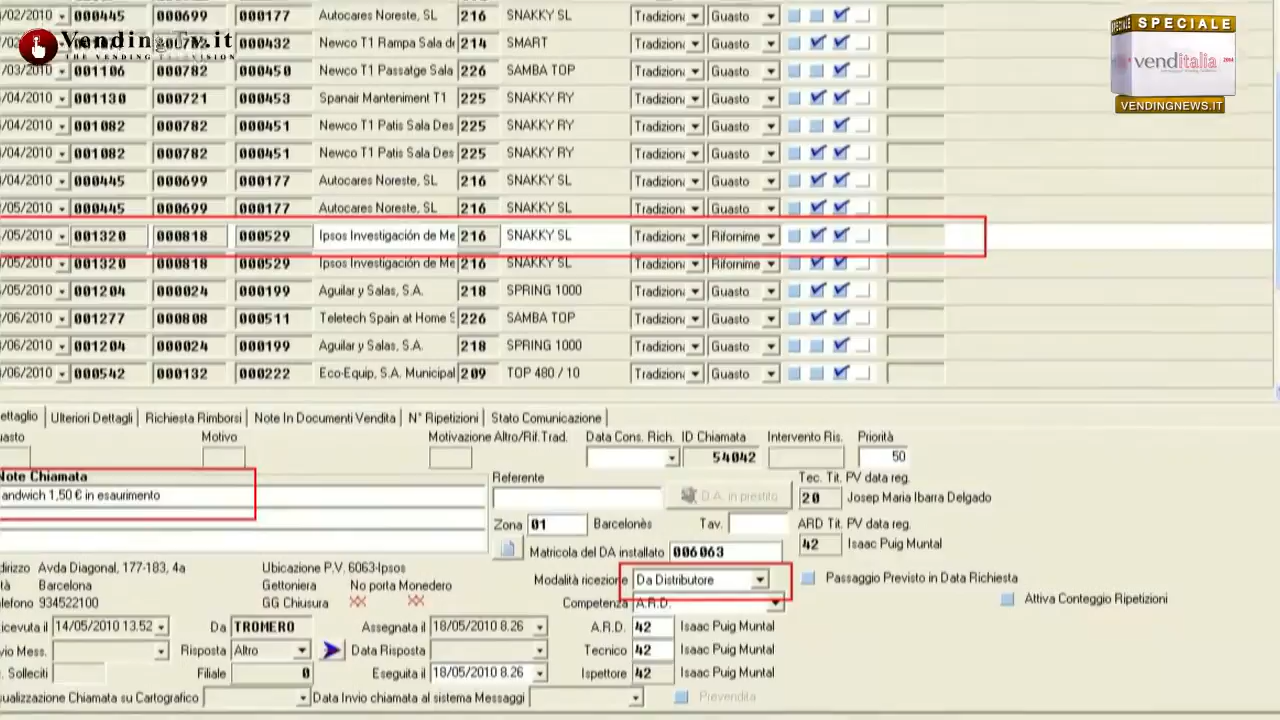 /02/2010 000445 000699 000177 Autocares Noreste, SL 216 SNAKKY SL Tradizion Guasto
000432 Newco T1 Rampa Sala de 214 SMART Tradizion Guasto
/03/2010 001106 000782 000450 Newco T1 Passatge Sala 226 SAMBA TOP Tradizion Guasto
/04/2010 001130 000721 000453 Spanair Manteniment T1 225 SNAKKY RY Tradizion Guasto
/04/2010 001082 000782 000451 Newco T1 Patis Sala Des 225 SNAKKY RY Tradizion Guasto
/04/2010 001082 000782 000451 Newco T1 Patis Sala Des 225 SNAKKY RY Tradizion Guasto
/04/2010 000445 000699 000177 Autocares Noreste, SL 216 SNAKKY SL Tradizion Guasto
/05/2010 000445 000699 000177 Autocares Noreste, SL 216 SNAKKY SL Tradizion Guasto
/05/2010 001320 000818 000529 Ipsos Investigación de Me 216 SNAKKY SL Tradizion Rifornime
/05/2010 001320 000818 000529 Ipsos Investigación de Me 216 SNAKKY SL Tradizion Rifornime
/05/2010 001204 000024 000199 Aguilar y Salas, S.A. 218 SPRING 1000 Tradizion Guasto
/06/2010 001277 000808 000511 Teletech Spain at Home S 226 SAMBA TOP Tradizion Guasto
/06/2010 001204 000024 000199 Aguilar y Salas, S.A. 218 SPRING 1000 Tradizion Guasto
/06/2010 000542 000132 000222 Eco-Equip, S.A. Municipal 209 TOP 480 / 10 Tradizion Guasto
VendingTv.it
THE VENDING TELEVISION
SPECIALE SPECIALE
venditalia 2014
VENDINGNEWS.IT
ettaglio Ulteriori Dettagli Richiesta Rimborsi Note In Documenti Vendita N° Ripetizioni Stato Comunicazione
uasto Motivo Motivazione Altro/Rif.Trad. Data Cons. Rich. ID Chiamata Intervento Ris. Priorità
54042 50
Note Chiamata Referente Tec. Tit. PV data reg.
andwich 1,50 € in esaurimento D.A. in prestito 20 Josep Maria Ibarra Delgado
Zona 01 Barcelonès Tav. ARD Tit. PV data reg.
42 Isaac Puig Muntal
Matricola del DA installato 006063
dirizzo Avda Diagonal, 177-183, 4a Ubicazione P.V. 6063-Ipsos Modalità ricezione Da Distributore Passaggio Previsto in Data Richiesta
tà Barcelona Gettoniera No porta Monedero
efono 934522100 GG Chiusura Competenza A.R.D. Attiva Conteggio Ripetizioni
icevuta il 14/05/2010 13.52 Da TROMERO Assegnata il 18/05/2010 8.26 A.R.D. 42 Isaac Puig Muntal
vio Mess. Risposta Altro Data Risposta Tecnico 42 Isaac Puig Muntal
. Solleciti Filiale 0 Eseguita il 18/05/2010 8.26 Ispettore 42 Isaac Puig Muntal
ualizzazione Chiamata su Cartografico Data Invio chiamata al sistema Messaggi Prevendita